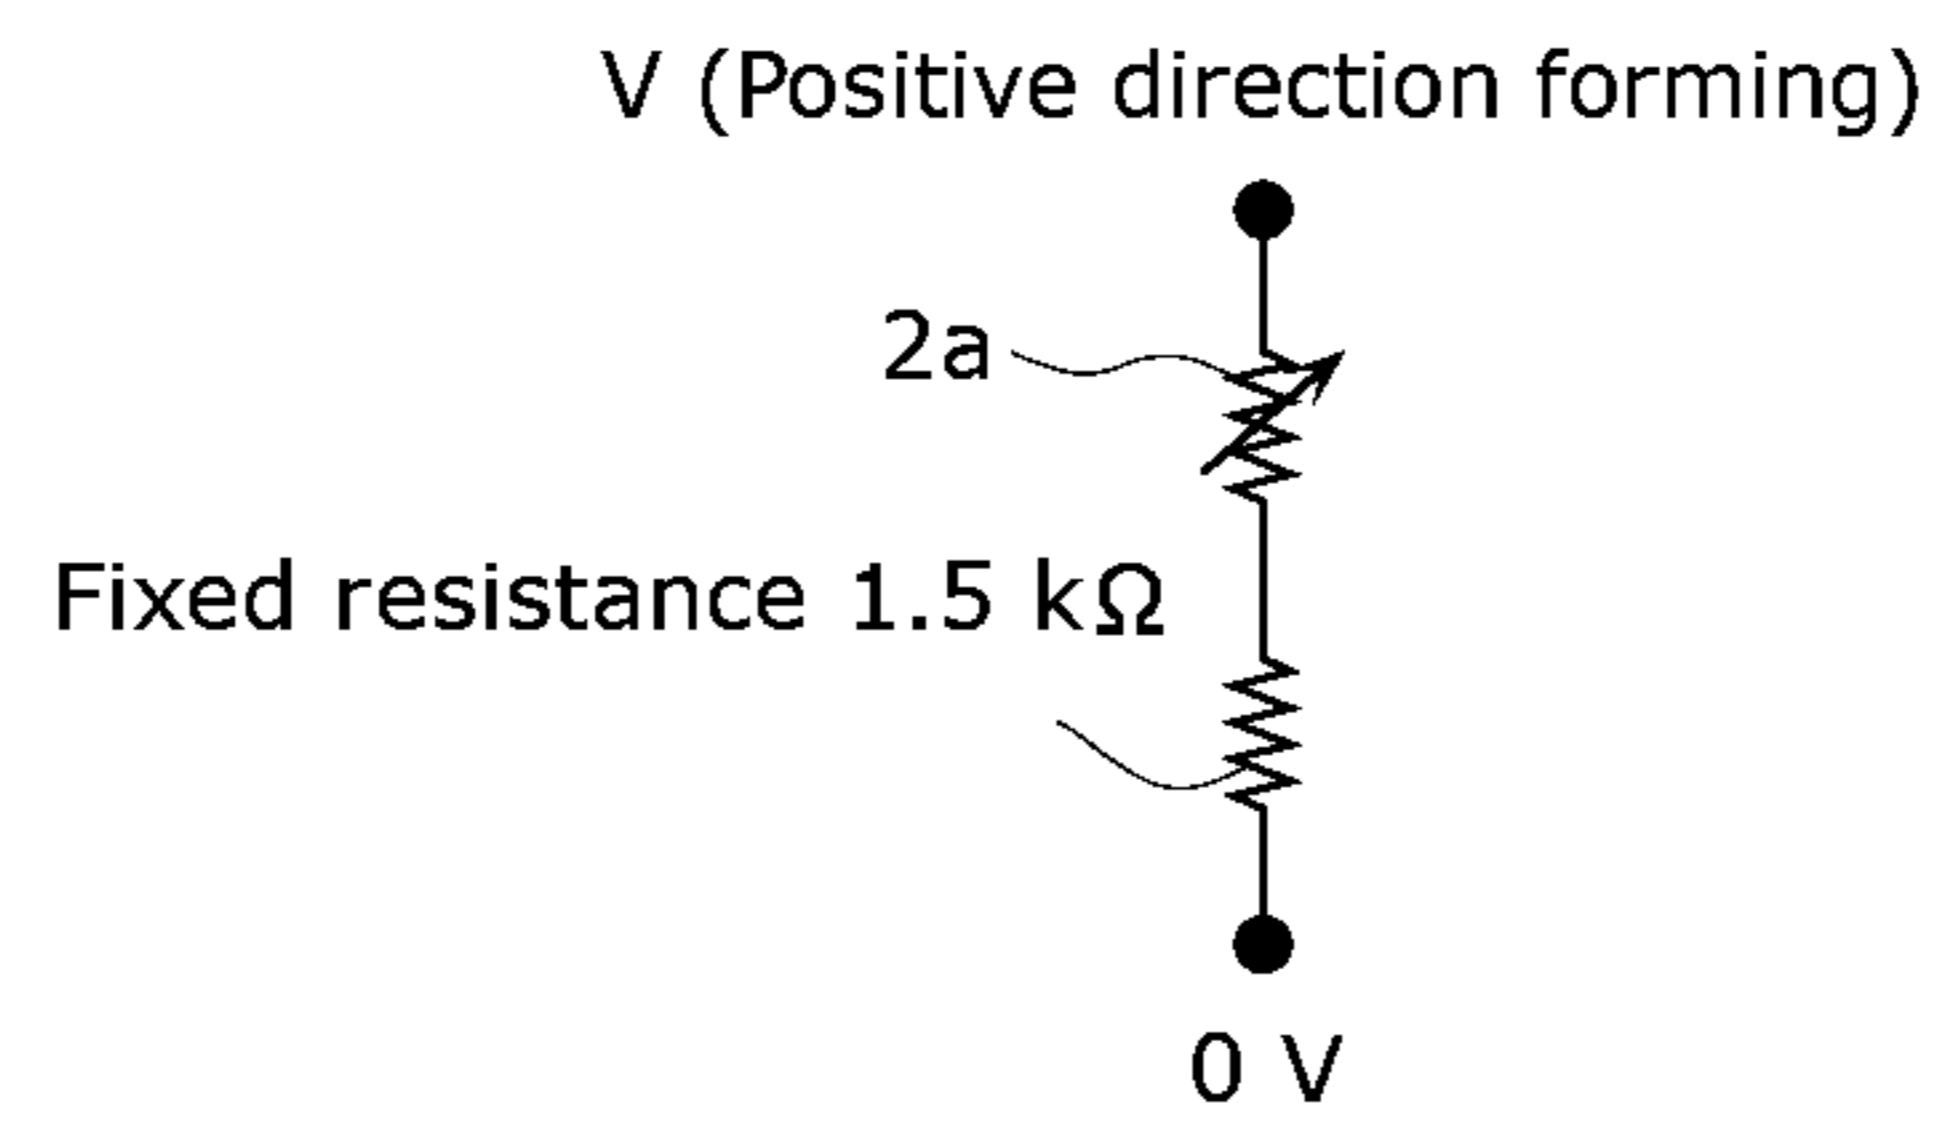 V (Positive direction forming)
2a
Fixed resistance 1.5 kΩ
0 V